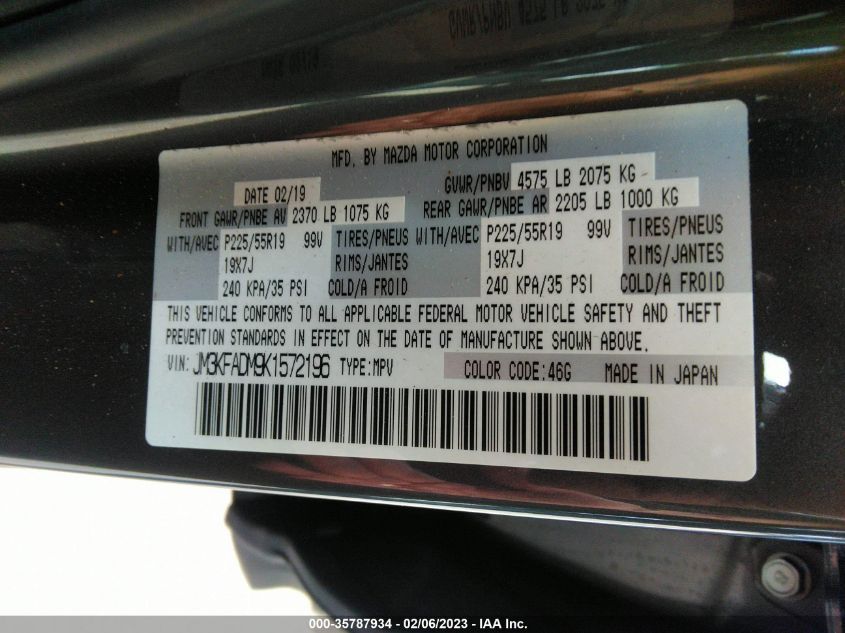 MFD. BY MAZDA MOTOR CORPORATION
DATE 02/19 GVWR/PNBV 4575 LB 2075 KG
FRONT GAWR/PNBE AV 2370 LB 1075 KG REAR GAWR/PNBE AR 2205 LB 1000 KG
WITH/AVEC P225/55R19 99V TIRES/PNEUS WITH/AVEC P225/55R19 99V TIRES/PNEUS
19X7J RIMS/JANTES 19X7J RIMS/JANTES
240 KPA/35 PSI COLD/A FROID 240 KPA/35 PSI COLD/A FROID
THIS VEHICLE CONFORMS TO ALL APPLICABLE FEDERAL MOTOR VEHICLE SAFETY AND THEFT
PREVENTION STANDARDS IN EFFECT ON THE DATE OF MANUFACTURE SHOWN ABOVE.
VIN: JM3KFADM9K1572196 TYPE:MPV COLOR CODE:46G MADE IN JAPAN
000-35787934 - 02/06/2023 - IAA Inc.